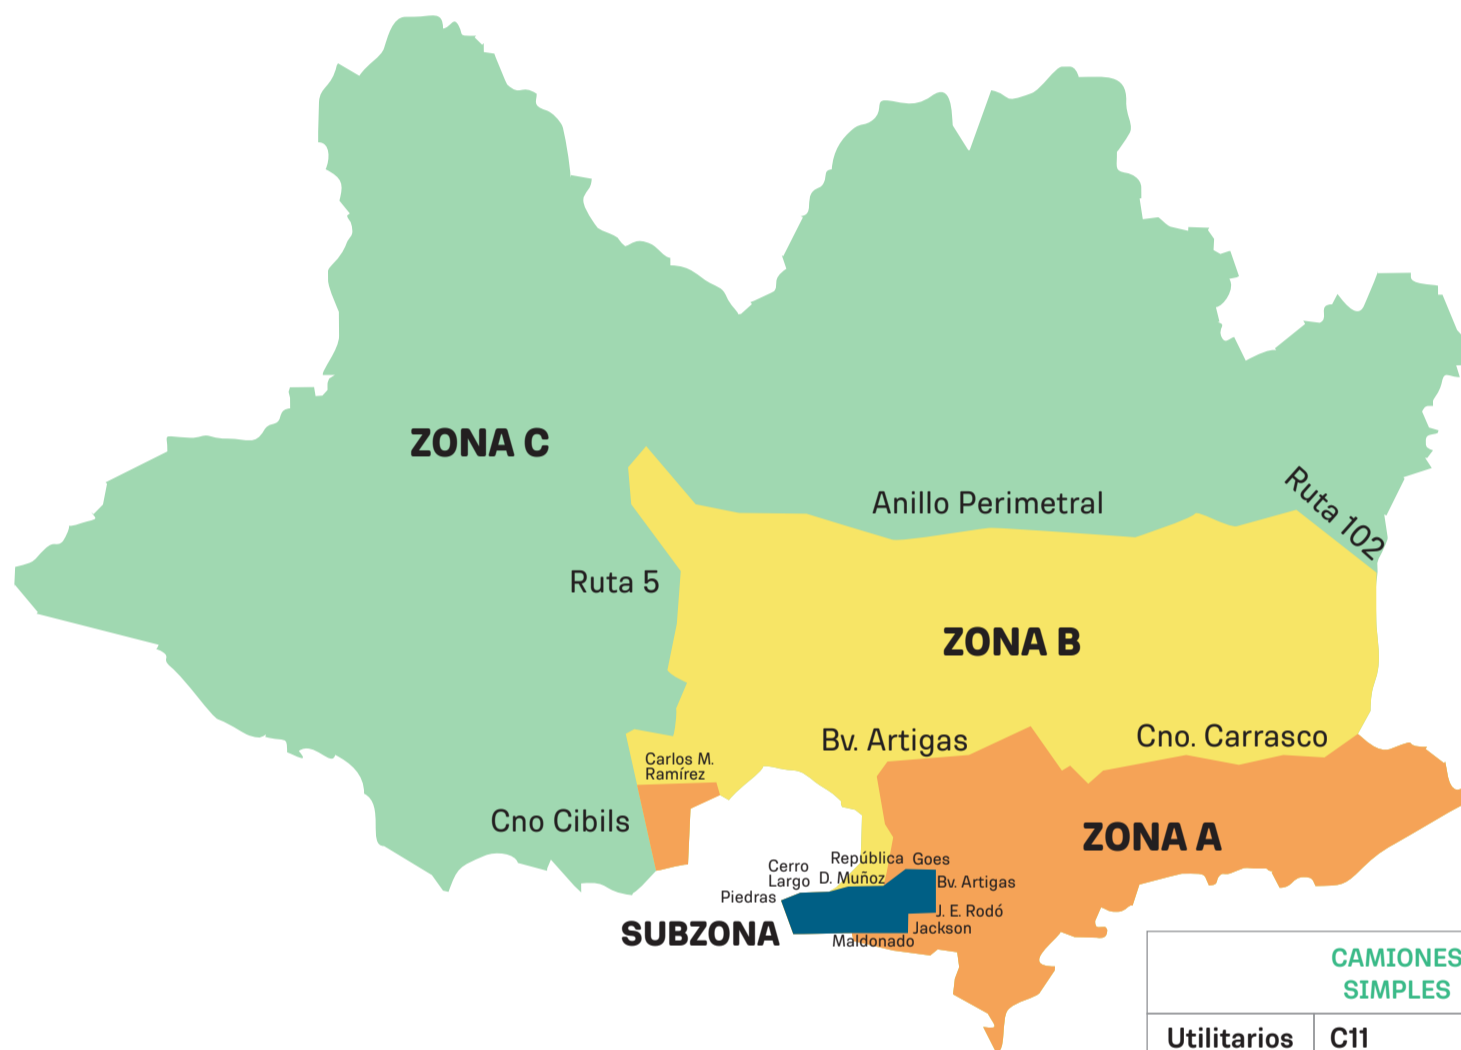 ZONA C
Anillo Perimetral
Ruta 102
Ruta 5
ZONA B
Bv. Artigas
Cno. Carrasco
Carlos M.
Ramírez
Cno Cibils
ZONA A
Cerro
Largo
República
Goes
D. Muñoz
Bv. Artigas
Piedras
J. E. Rodó
SUBZONA
Jackson
Maldonado
CAMIONES
SIMPLES
Utilitarios
C11